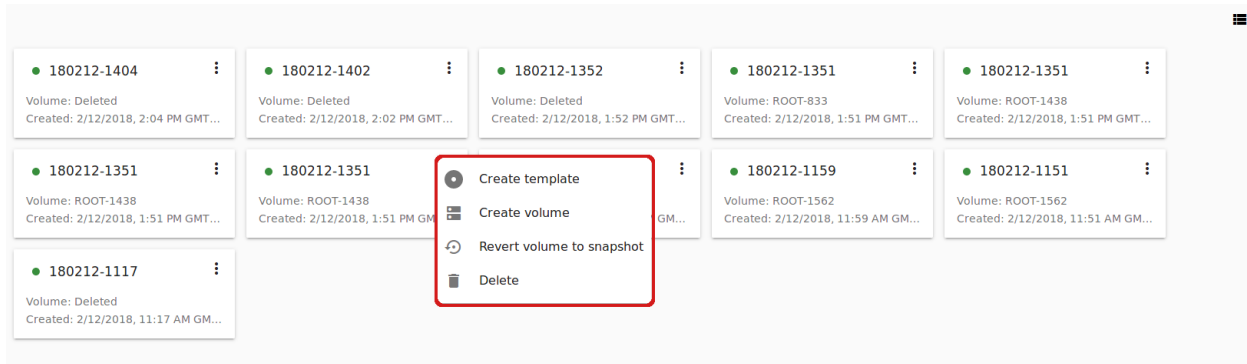 180212-1404
Volume: Deleted
Created: 2/12/2018, 2:04 PM GMT...
180212-1402
Volume: Deleted
Created: 2/12/2018, 2:02 PM GMT...
180212-1352
Volume: Deleted
Created: 2/12/2018, 1:52 PM GMT...
180212-1351
Volume: ROOT-833
Created: 2/12/2018, 1:51 PM GMT...
180212-1351
Volume: ROOT-1438
Created: 2/12/2018, 1:51 PM GMT...
180212-1351
Volume: ROOT-1438
Created: 2/12/2018, 1:51 PM GMT...
180212-1351
Volume: ROOT-1438
Created: 2/12/2018, 1:51 PM GM
Create template
Create volume
Revert volume to snapshot
Delete
GM...
180212-1159
Volume: ROOT-1562
Created: 2/12/2018, 11:59 AM GM...
180212-1151
Volume: ROOT-1562
Created: 2/12/2018, 11:51 AM GM...
180212-1117
Volume: Deleted
Created: 2/12/2018, 11:17 AM GM...